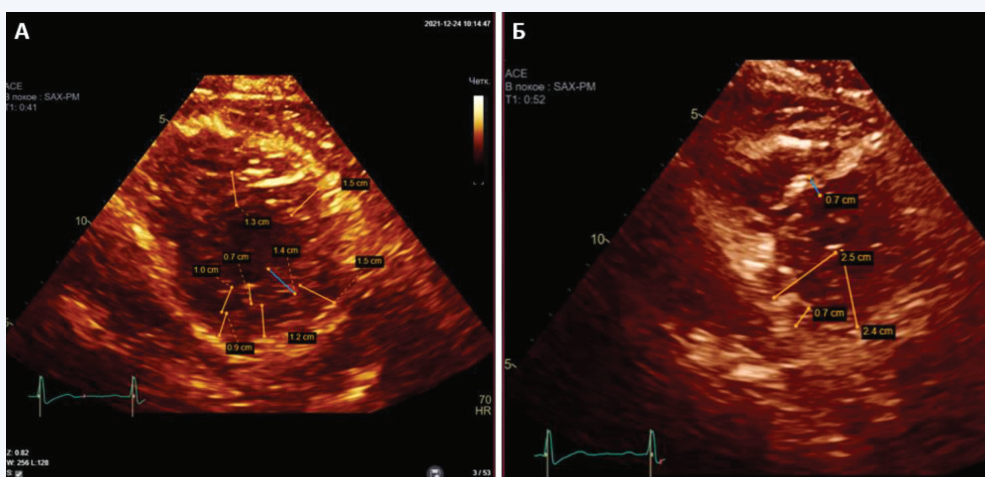 А
2021-12-24 10:14:47
ACE
В покое : SAX-PM
T1: 0:41
Четк.
5
10
1.5 cm
1.3 cm
0.7 cm
1.4 cm
1.0 cm
1.5 cm
1.2 cm
0.9 cm
70
HR
Z: 0.82
W: 256 L:128
S:
3 / 53
Б
ACE
В покое : SAX-PM
T1: 0:52
5
10
0.7 cm
2.5 cm
0.7 cm
2.4 cm
5